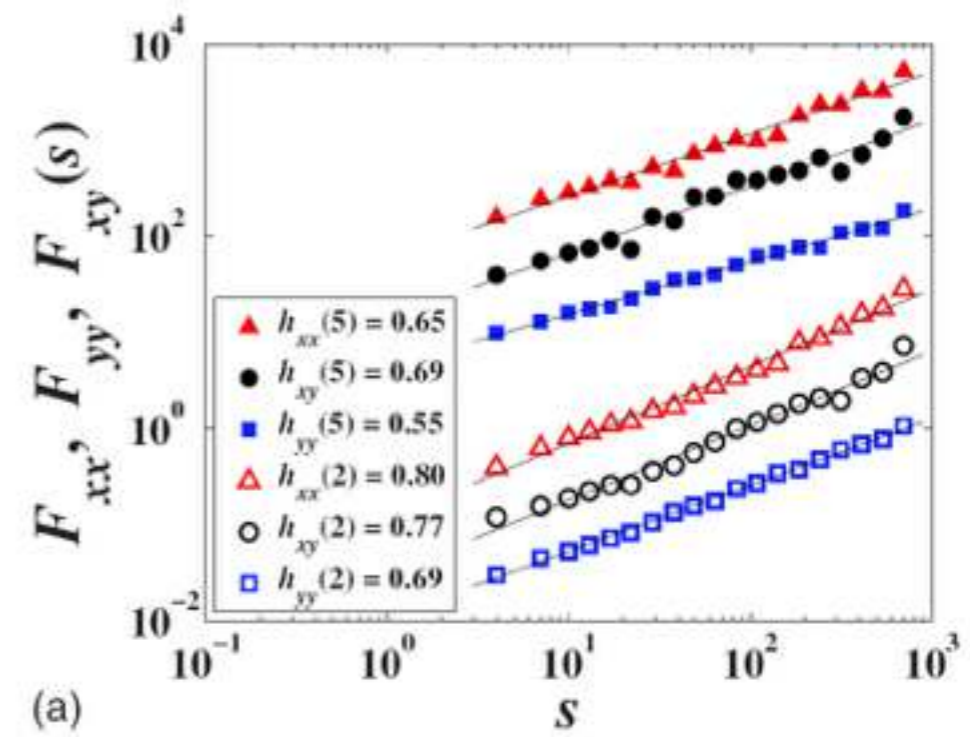 10^4
10^2
10^0
10^-2
F_xx, F_yy, F_xy(s)
h_xx(5) = 0.65
h_xy(5) = 0.69
h_yy(5) = 0.55
h_xx(2) = 0.80
h_xy(2) = 0.77
h_yy(2) = 0.69
10^-1 10^0 10^1 10^2 10^3
(a) s